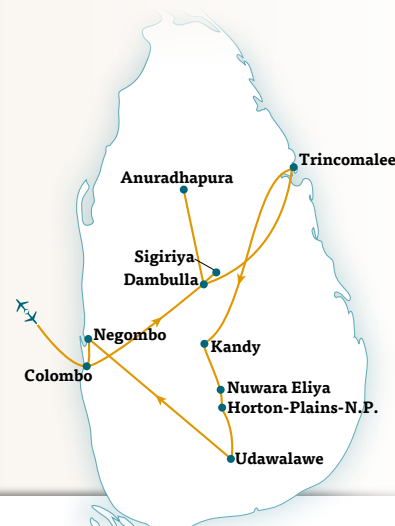 Trincomalee
Anuradhapura
Sigiriya
Dambulla
Negombo
Kandy
Colombo
Nuwara Eliya
Horton-Plains-N.P.
Udawalawe